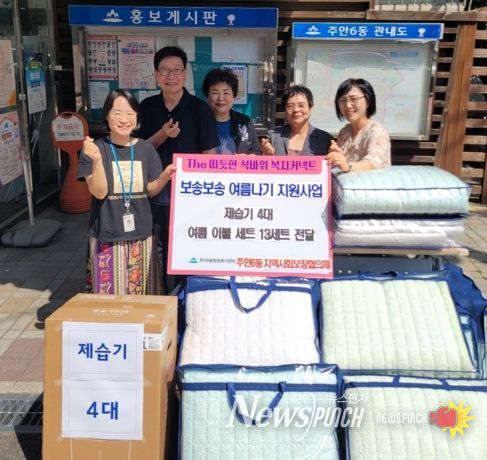 홍보게시판
주안6동 관내도
The 따뜻한 석바위 복지커넥트
보송보송 여름나기 지원사업
제습기 4대
여름 이불 세트 13세트 전달
주안6동 지역사회보장협의체
제습기
4대
뉴스펀치
NEWSPUNCH
NEWSPUNCH